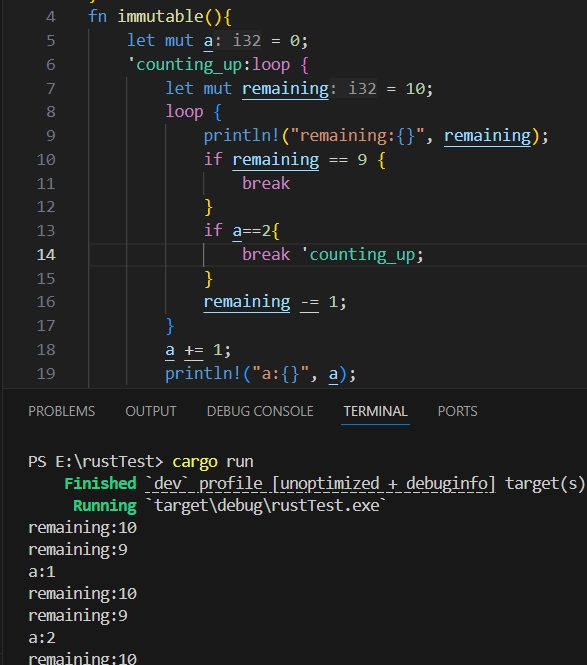 4 fn immutable(){
5 let mut a: i32 = 0;
6 'counting_up:loop {
7 let mut remaining: i32 = 10;
8 loop {
9 println!("remaining:{}", remaining);
10 if remaining == 9 {
11 break
12 }
13 if a==2{
14 break 'counting_up;
15 }
16 remaining -= 1;
17 }
18 a += 1;
19 println!("a:{}", a);
PROBLEMS OUTPUT DEBUG CONSOLE TERMINAL PORTS
PS E:\rustTest> cargo run
Finished `dev` profile [unoptimized + debuginfo] target(s)
Running `target\debug\rustTest.exe`
remaining:10
remaining:9
a:1
remaining:10
remaining:9
a:2
remaining:10